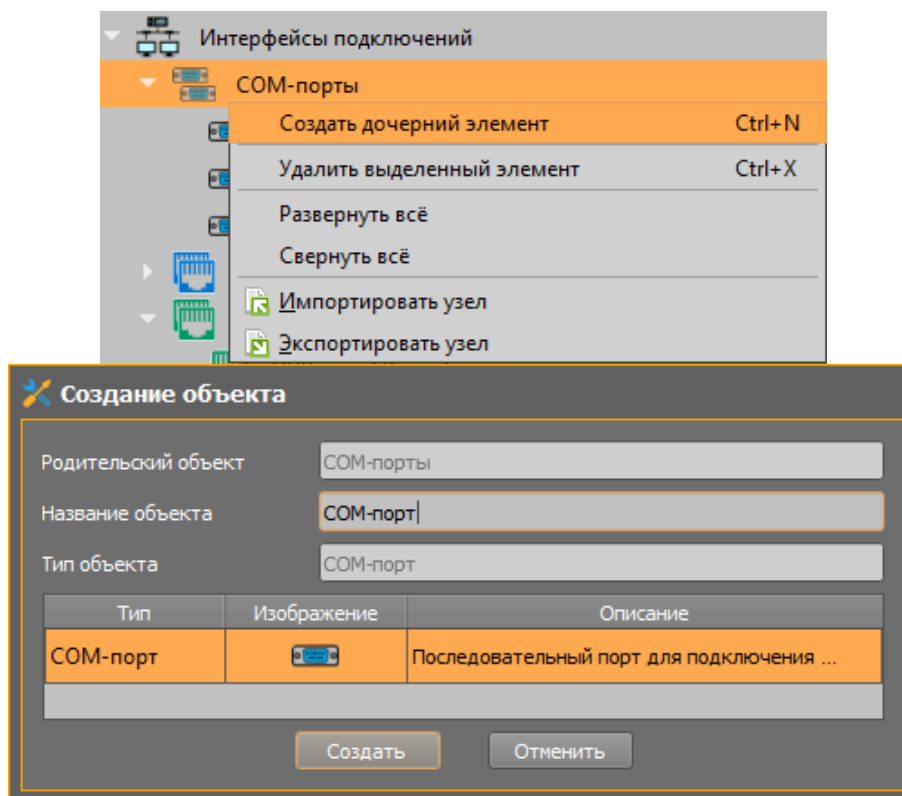 Интерфейсы подключений
COM-порты
Создать дочерний элемент Ctrl+N
Удалить выделенный элемент Ctrl+X
Развернуть всё
Свернуть всё
Импортировать узел
Экспортировать узел
Создание объекта
Родительский объект COM-порты
Название объекта COM-порт
Тип объекта COM-порт
Тип Изображение Описание
COM-порт Последовательный порт для подключения ...
Создать Отменить